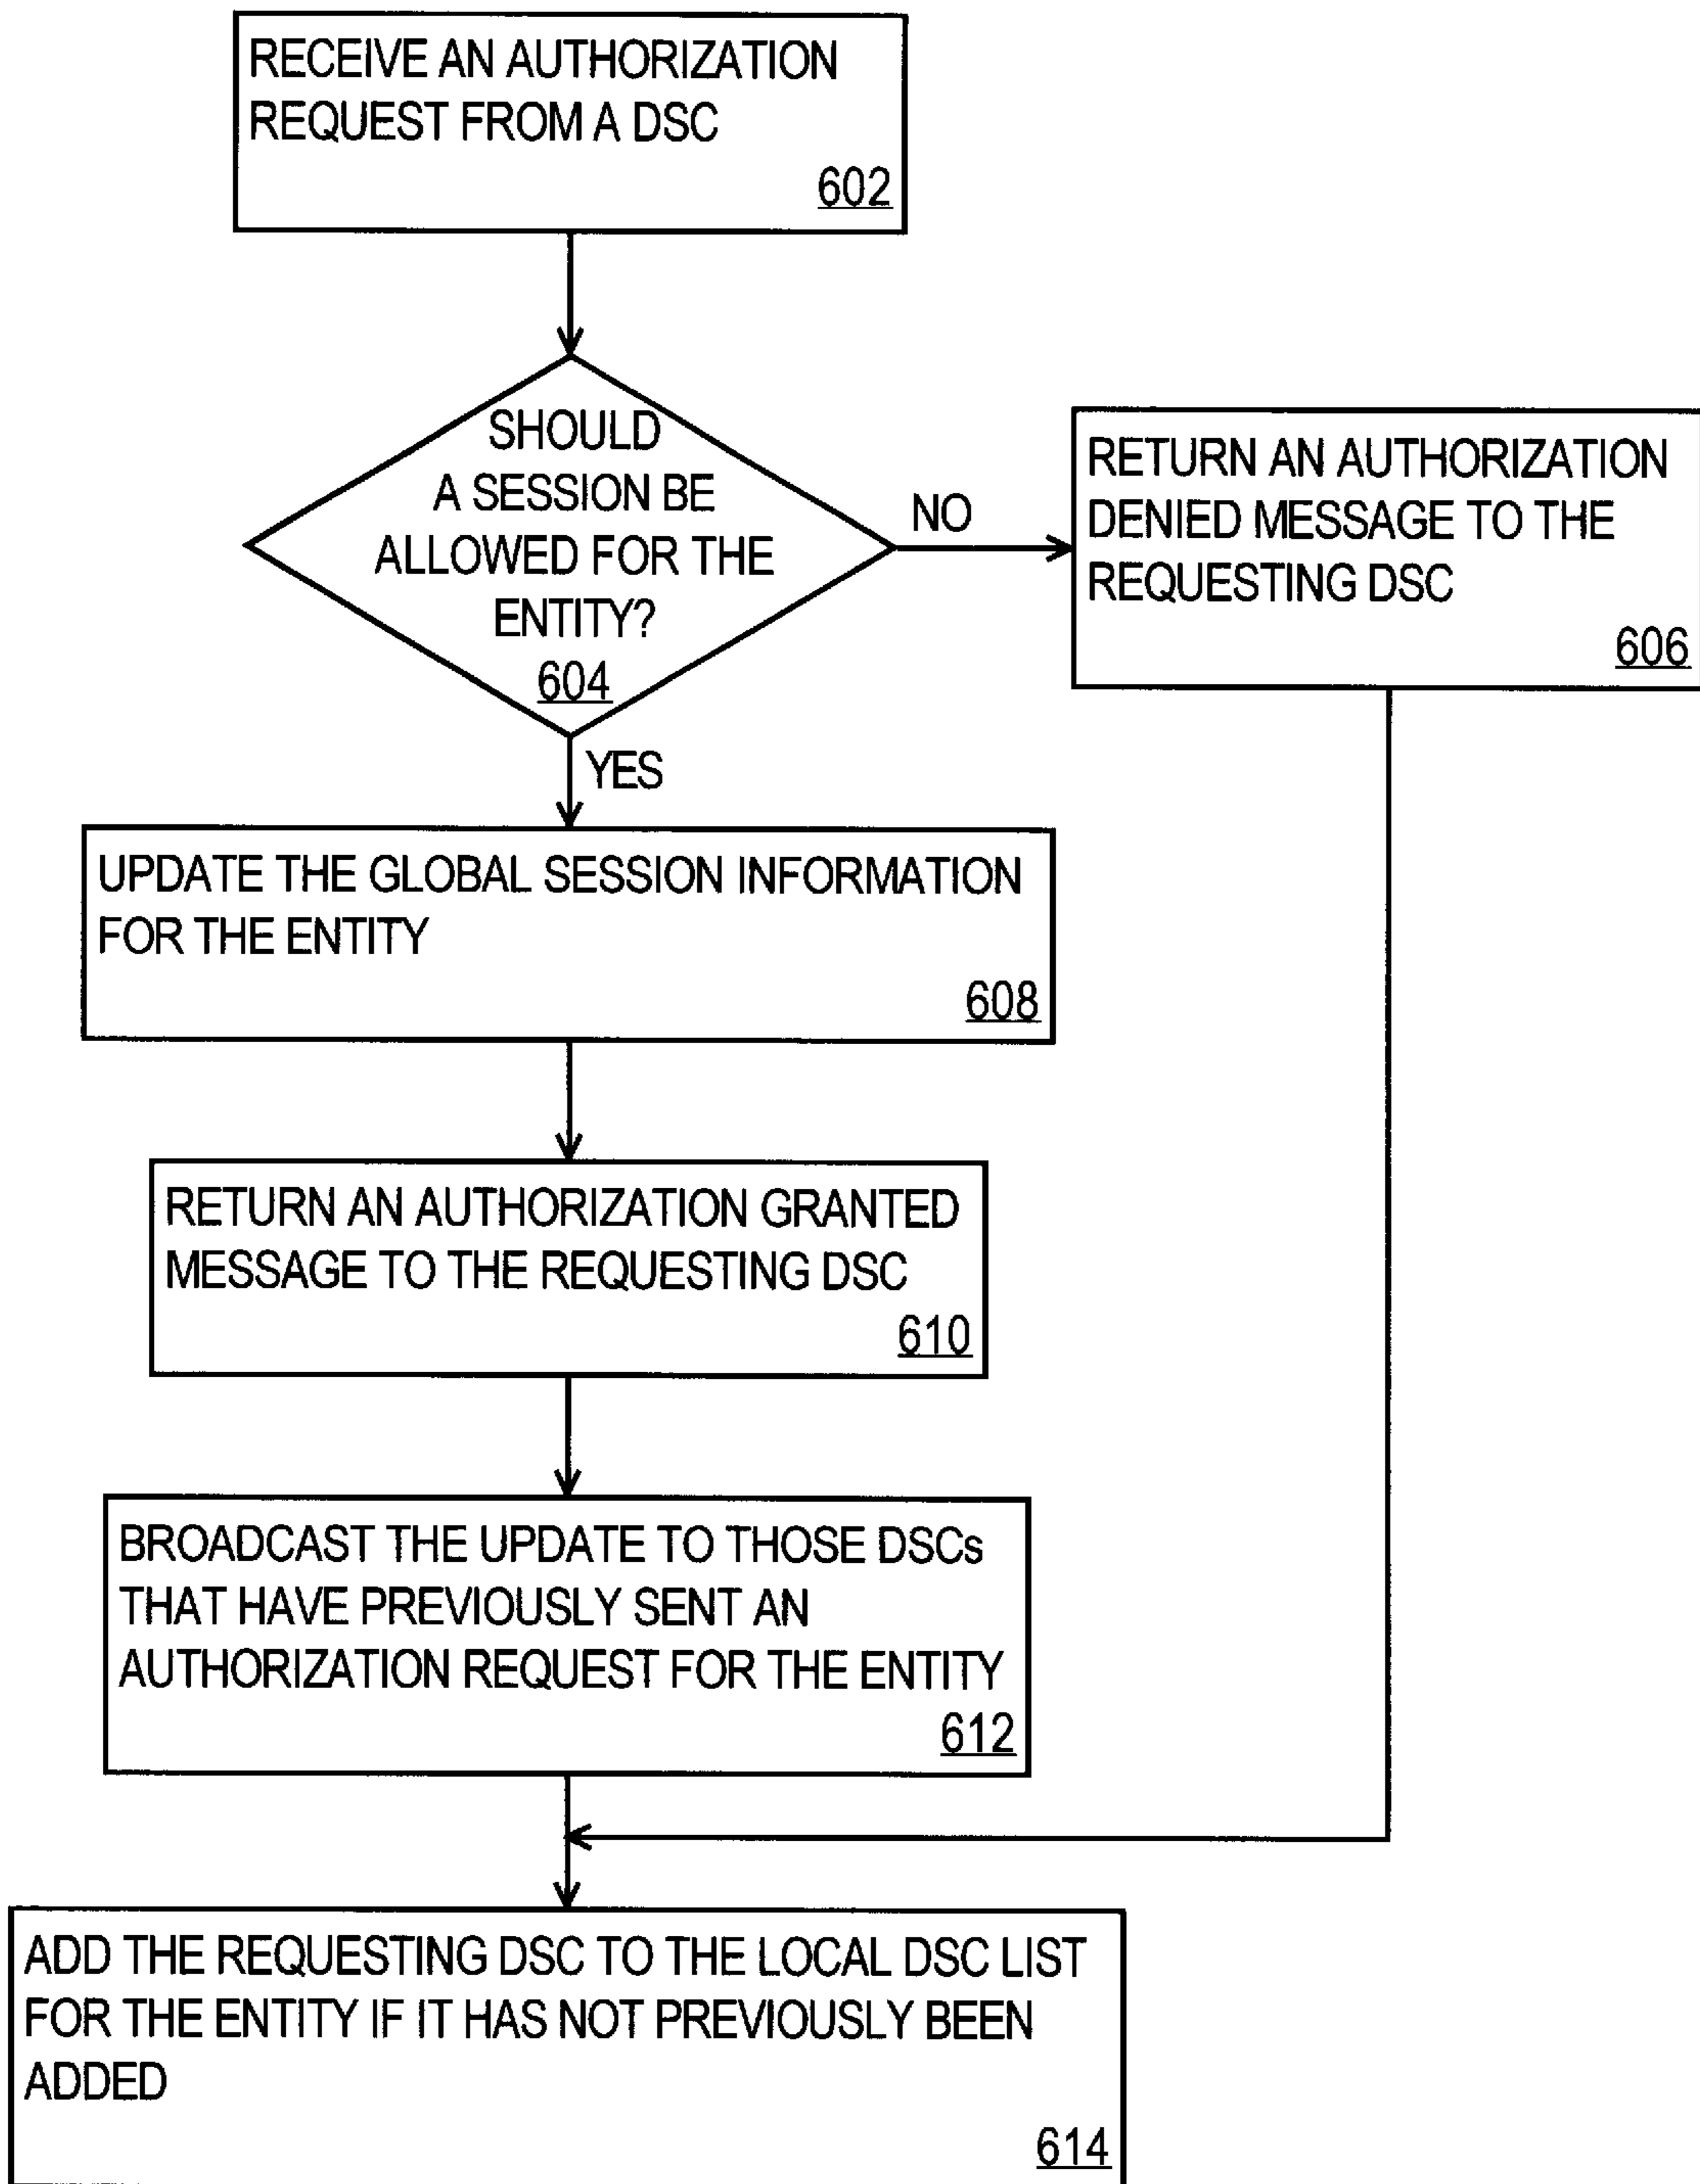 RECEIVE AN AUTHORIZATION
REQUEST FROM A DSC
602
SHOULD
A SESSION BE
ALLOWED FOR THE
ENTITY?
604
NO
RETURN AN AUTHORIZATION
DENIED MESSAGE TO THE
REQUESTING DSC
606
YES
UPDATE THE GLOBAL SESSION INFORMATION
FOR THE ENTITY
608
RETURN AN AUTHORIZATION GRANTED
MESSAGE TO THE REQUESTING DSC
610
BROADCAST THE UPDATE TO THOSE DSCs
THAT HAVE PREVIOUSLY SENT AN
AUTHORIZATION REQUEST FOR THE ENTITY
612
ADD THE REQUESTING DSC TO THE LOCAL DSC LIST
FOR THE ENTITY IF IT HAS NOT PREVIOUSLY BEEN
ADDED
614